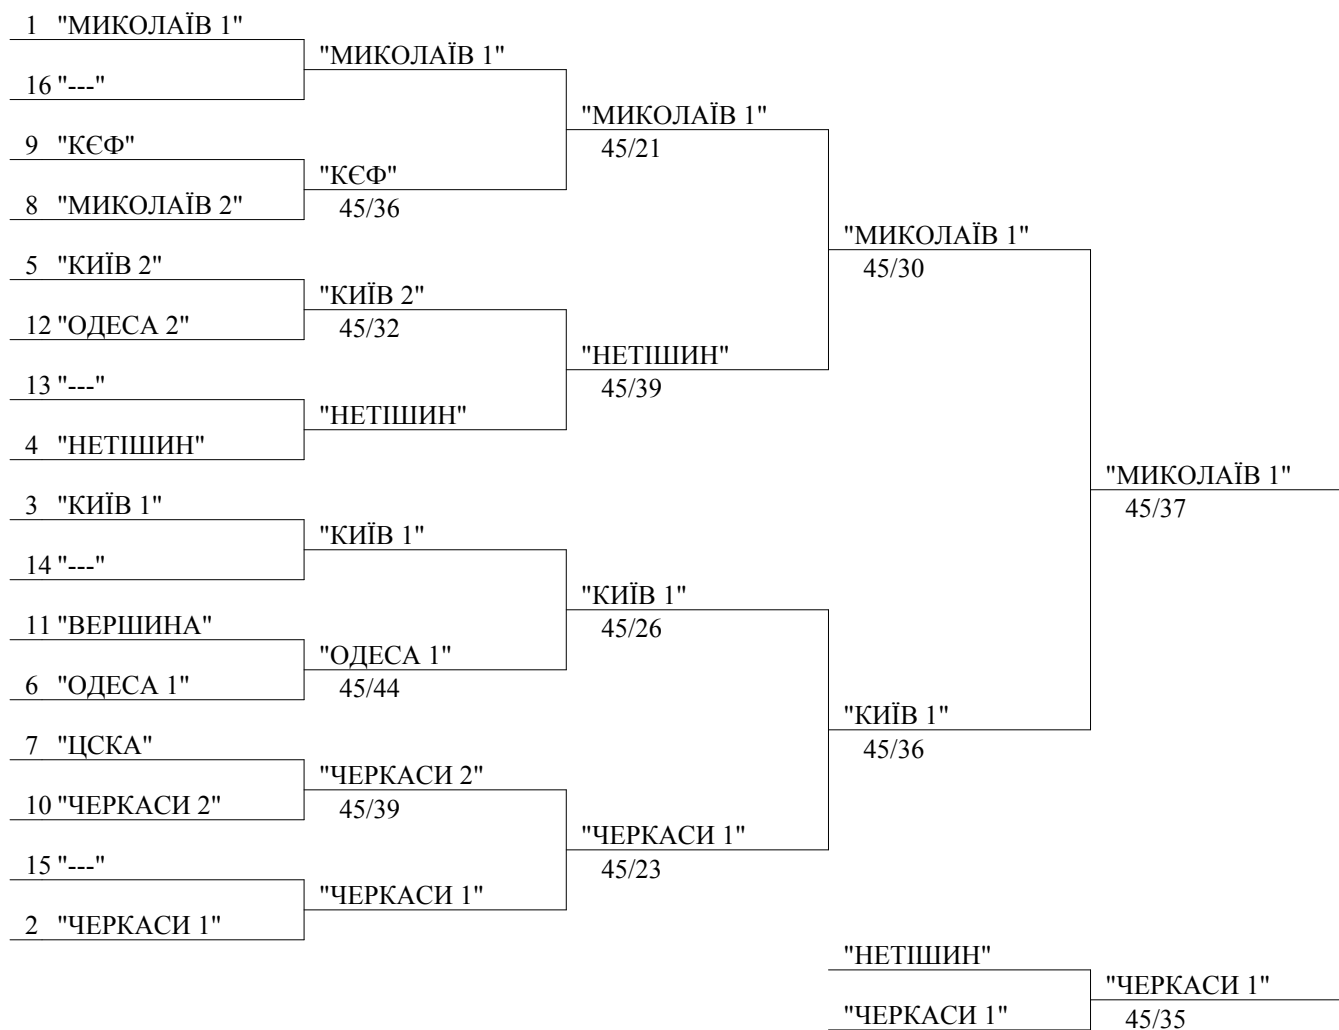 1 "МИКОЛАЇВ 1"
"МИКОЛАЇВ 1"
16 "---"
"МИКОЛАЇВ 1"
45/21
9 "КЄФ"
"КЄФ"
45/36
8 "МИКОЛАЇВ 2"
"МИКОЛАЇВ 1"
45/30
5 "КИЇВ 2"
"КИЇВ 2"
45/32
12 "ОДЕСА 2"
"НЕТІШИН"
45/39
13 "---"
"НЕТІШИН"
4 "НЕТІШИН"
"МИКОЛАЇВ 1"
45/37
3 "КИЇВ 1"
"КИЇВ 1"
14 "---"
"КИЇВ 1"
45/26
11 "ВЕРШИНА"
"ОДЕСА 1"
45/44
6 "ОДЕСА 1"
"КИЇВ 1"
45/36
7 "ЦСКА"
"ЧЕРКАСИ 2"
45/39
10 "ЧЕРКАСИ 2"
"ЧЕРКАСИ 1"
45/23
15 "---"
"ЧЕРКАСИ 1"
2 "ЧЕРКАСИ 1"
"НЕТІШИН"
"ЧЕРКАСИ 1"
45/35
"ЧЕРКАСИ 1"